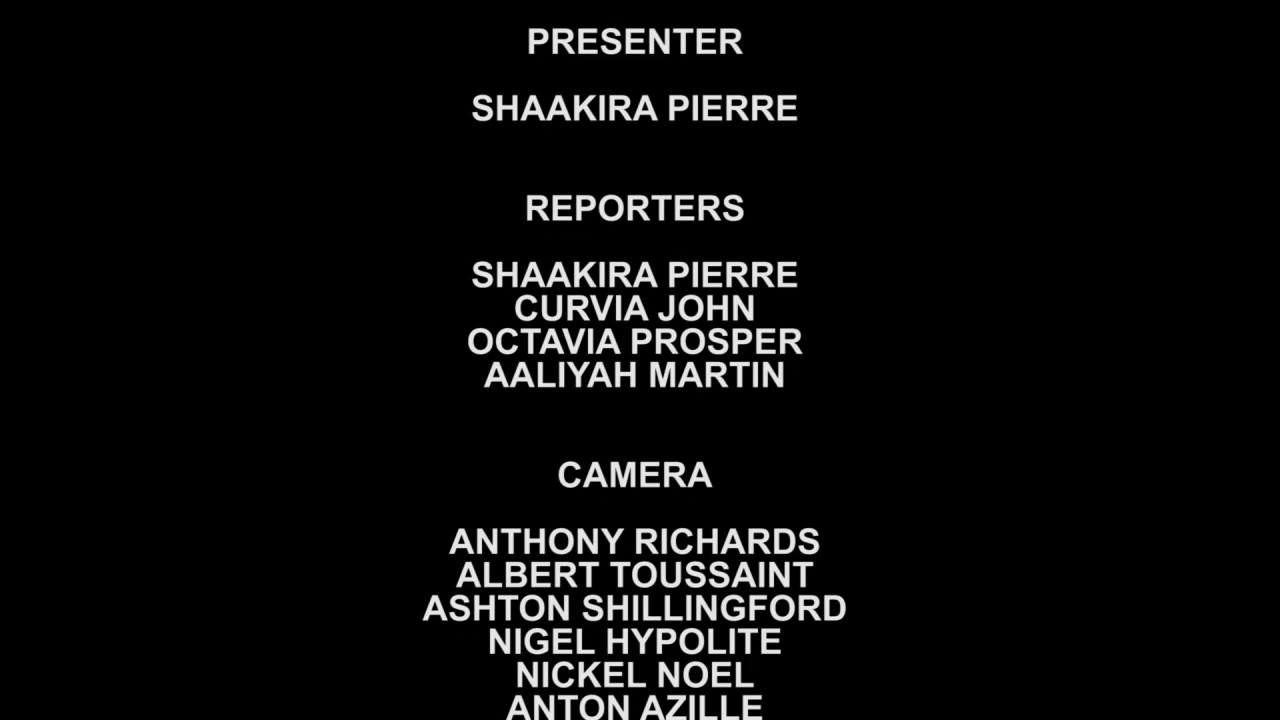 PRESENTER
SHAAKIRA PIERRE
REPORTERS
SHAAKIRA PIERRE
CURVIA JOHN
OCTAVIA PROSPER
AALIYAH MARTIN
CAMERA
ANTHONY RICHARDS
ALBERT TOUSSAINT
ASHTON SHILLINGFORD
NIGEL HYPOLITE
NICKEL NOEL
ANTON AZILLE